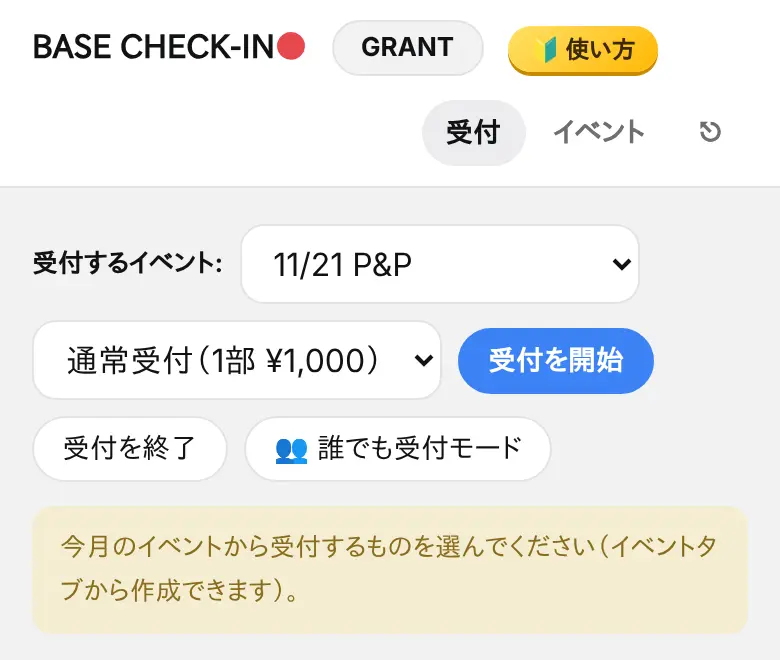 BASE CHECK-IN GRANT 使い方
受付 イベント
受付するイベント: 11/21 P&P
通常受付（1部 ¥1,000） 受付を開始
受付を終了 誰でも受付モード
今月のイベントから受付するものを選んでください（イベントタ
ブから作成できます）。